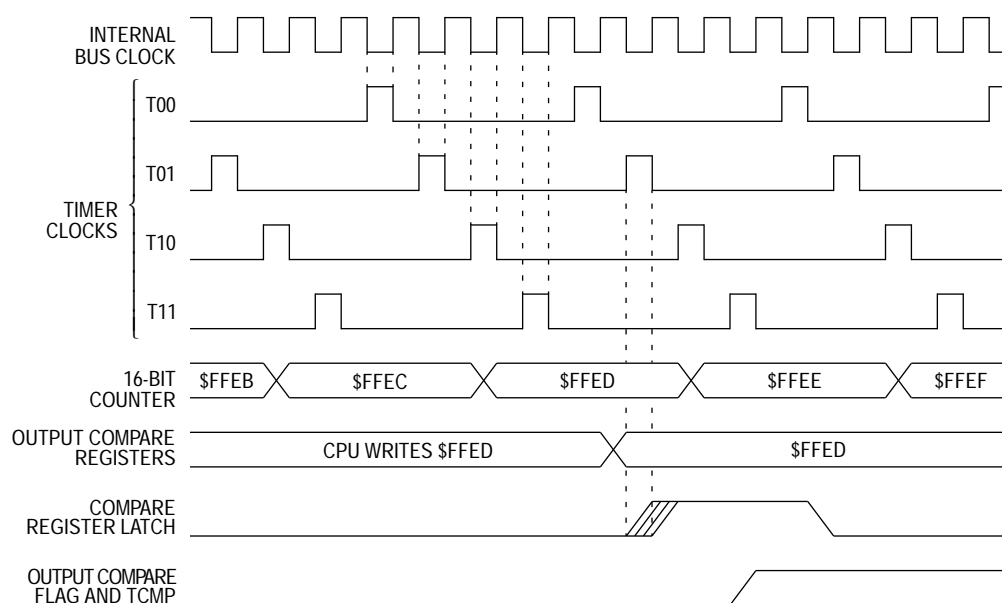 INTERNAL
BUS CLOCK
T00
T01
TIMER
CLOCKS
T10
T11
16-BIT
COUNTER
$FFEB $FFEC $FFED $FFEE $FFEF
OUTPUT COMPARE
REGISTERS
CPU WRITES $FFED $FFED
COMPARE
REGISTER LATCH
OUTPUT COMPARE
FLAG AND TCMP